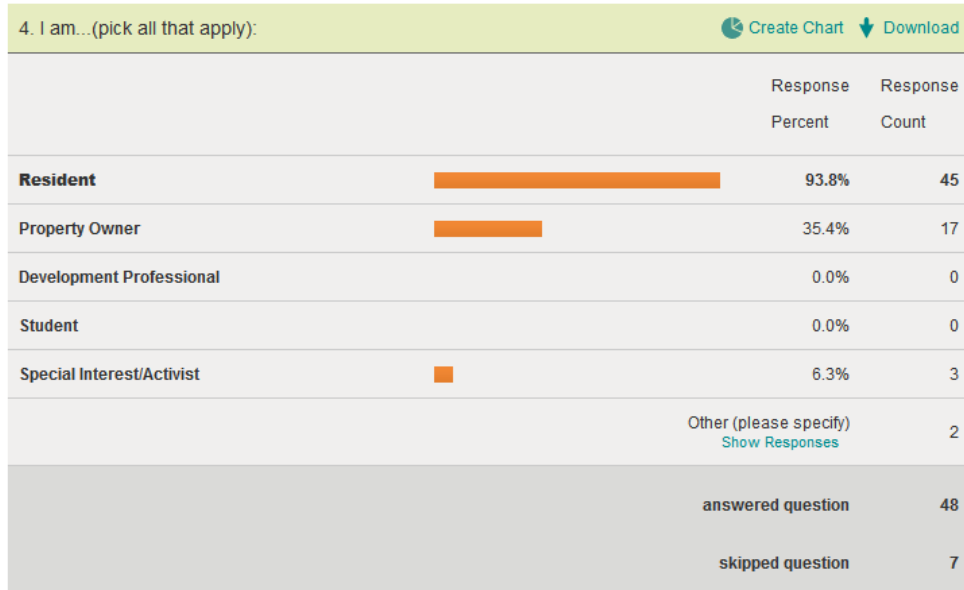 4. I am...(pick all that apply): Create Chart Download
Response Response
Percent Count
Resident 93.8% 45
Property Owner 35.4% 17
Development Professional 0.0% 0
Student 0.0% 0
Special Interest/Activist 6.3% 3
Other (please specify) 2
Show Responses
answered question 48
skipped question 7